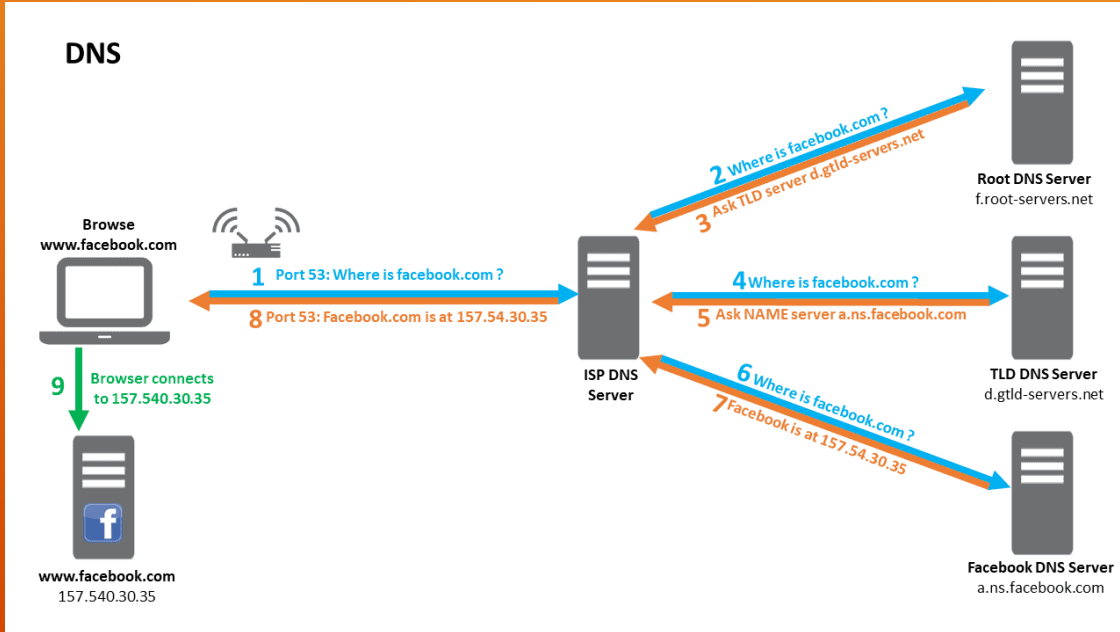 DNS
Browse
www.facebook.com
1 Port 53: Where is facebook.com ?
8 Port 53: Facebook.com is at 157.54.30.35
2 Where is facebook.com ?
3 Ask TLD server d.gtld-servers.net
Root DNS Server
f.root-servers.net
4 Where is facebook.com ?
5 Ask NAME server a.ns.facebook.com
ISP DNS
Server
TLD DNS Server
d.gtld-servers.net
6 Where is facebook.com ?
7 Facebook is at 157.54.30.35
Facebook DNS Server
a.ns.facebook.com
9 Browser connects
to 157.540.30.35
f
www.facebook.com
157.540.30.35